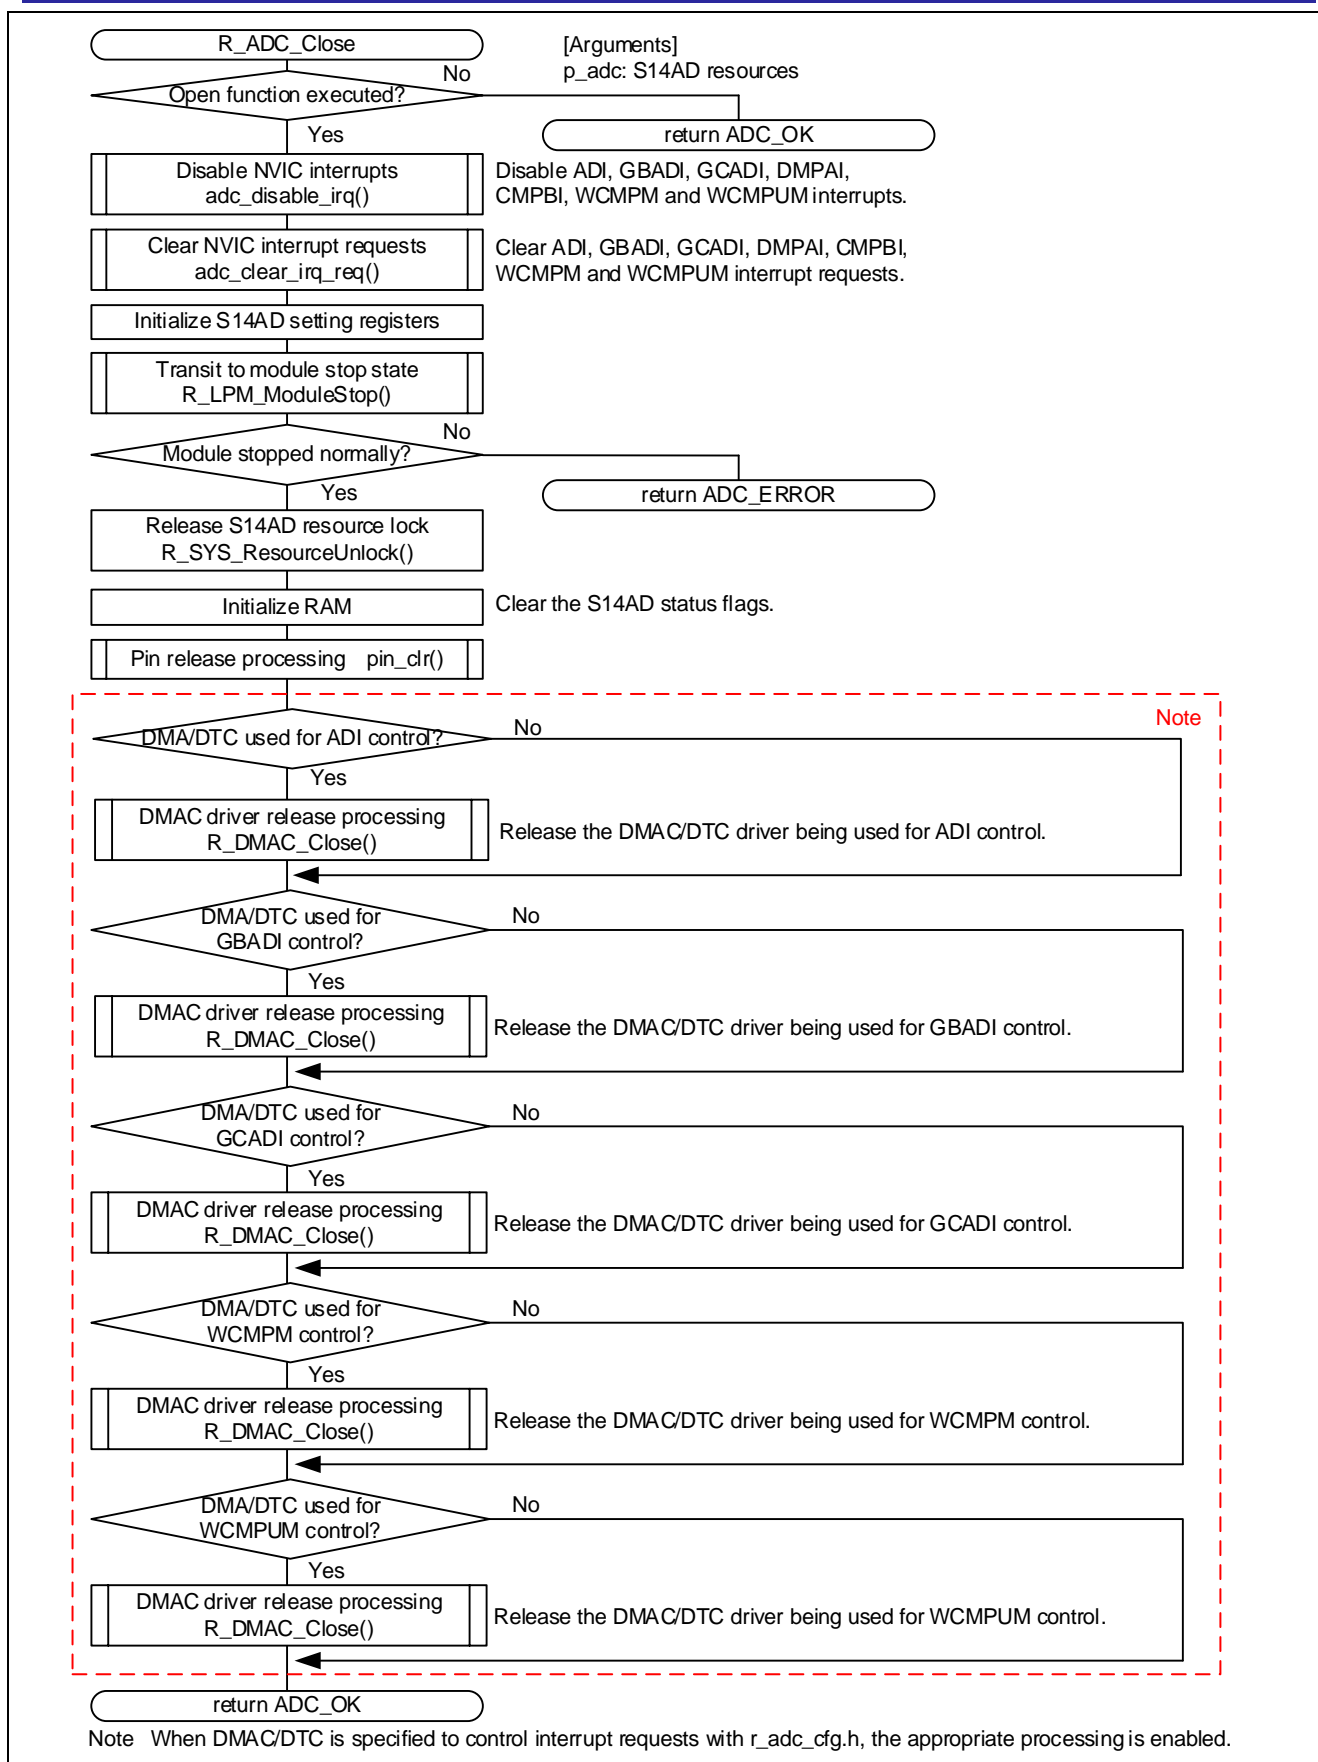 R_ADC_Close
[Arguments]
p_adc: S14AD resources
No
Open function executed?
return ADC_OK
Yes
Disable NVIC interrupts
adc_disable_irq()
Disable ADI, GBADI, GCADI, DMPAI,
CMPBI, WCMPM and WCMPUM interrupts.
Clear NVIC interrupt requests
adc_clear_irq_req()
Clear ADI, GBADI, GCADI, DMPAI, CMPBI,
WCMPM and WCMPUM interrupt requests.
Initialize S14AD setting registers
Transit to module stop state
R_LPM_ModuleStop()
No
Module stopped normally?
return ADC_ERROR
Yes
Release S14AD resource lock
R_SYS_ResourceUnlock()
Initialize RAM
Clear the S14AD status flags.
Pin release processing pin_clr()
Note
DMA/DTC used for ADI control?
No
Yes
DMAC driver release processing
R_DMAC_Close()
Release the DMAC/DTC driver being used for ADI control.
DMA/DTC used for
GBADI control?
No
Yes
DMAC driver release processing
R_DMAC_Close()
Release the DMAC/DTC driver being used for GBADI control.
DMA/DTC used for
GCADI control?
No
Yes
DMAC driver release processing
R_DMAC_Close()
Release the DMAC/DTC driver being used for GCADI control.
DMA/DTC used for
WCMPM control?
No
Yes
DMAC driver release processing
R_DMAC_Close()
Release the DMAC/DTC driver being used for WCMPM control.
DMA/DTC used for
WCMPUM control?
No
Yes
DMAC driver release processing
R_DMAC_Close()
Release the DMAC/DTC driver being used for WCMPUM control.
return ADC_OK
Note When DMAC/DTC is specified to control interrupt requests with r_adc_cfg.h, the appropriate processing is enabled.